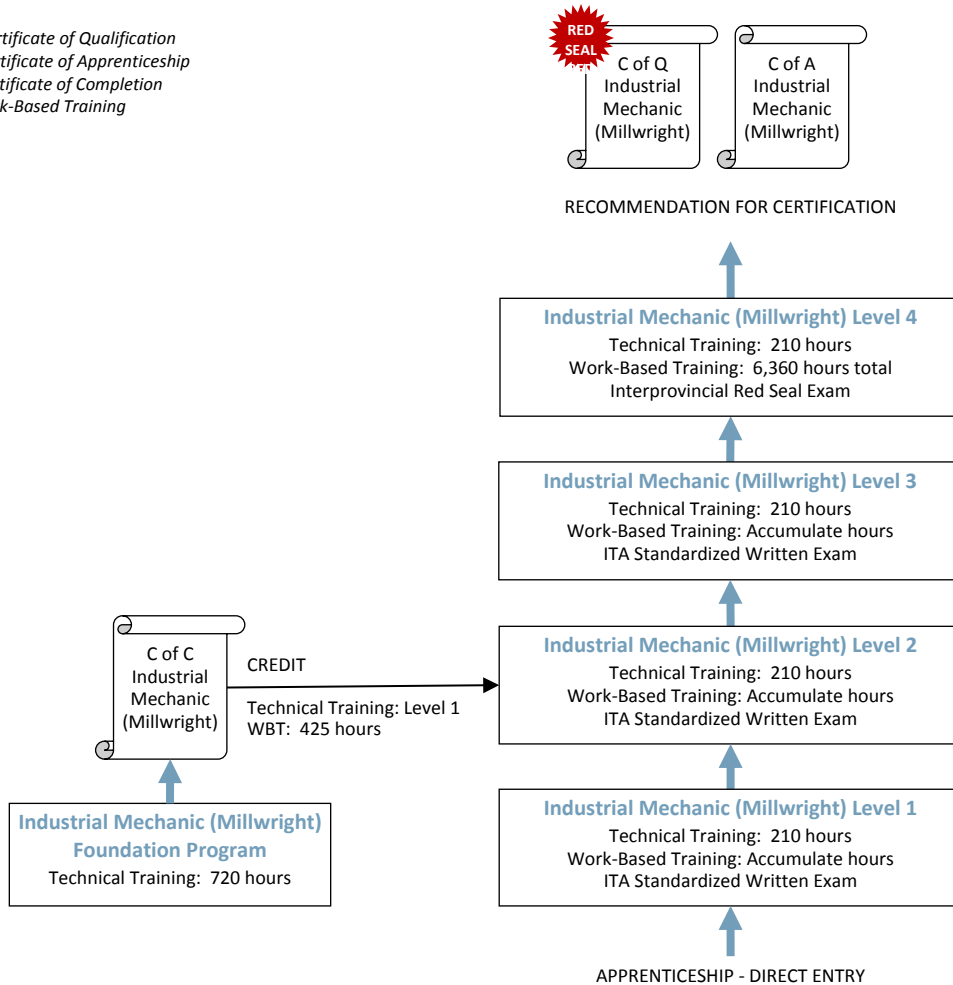 Certificate of Qualification
Certificate of Apprenticeship
Certificate of Completion
Work-Based Training
RED
SEAL
C of Q
Industrial
Mechanic
(Millwright)
C of A
Industrial
Mechanic
(Millwright)
RECOMMENDATION FOR CERTIFICATION
Industrial Mechanic (Millwright) Level 4
Technical Training: 210 hours
Work-Based Training: 6,360 hours total
Interprovincial Red Seal Exam
Industrial Mechanic (Millwright) Level 3
Technical Training: 210 hours
Work-Based Training: Accumulate hours
ITA Standardized Written Exam
C of C
Industrial
Mechanic
(Millwright)
CREDIT
Technical Training: Level 1
WBT: 425 hours
Industrial Mechanic (Millwright) Level 2
Technical Training: 210 hours
Work-Based Training: Accumulate hours
ITA Standardized Written Exam
Industrial Mechanic (Millwright)
Foundation Program
Technical Training: 720 hours
Industrial Mechanic (Millwright) Level 1
Technical Training: 210 hours
Work-Based Training: Accumulate hours
ITA Standardized Written Exam
APPRENTICESHIP - DIRECT ENTRY